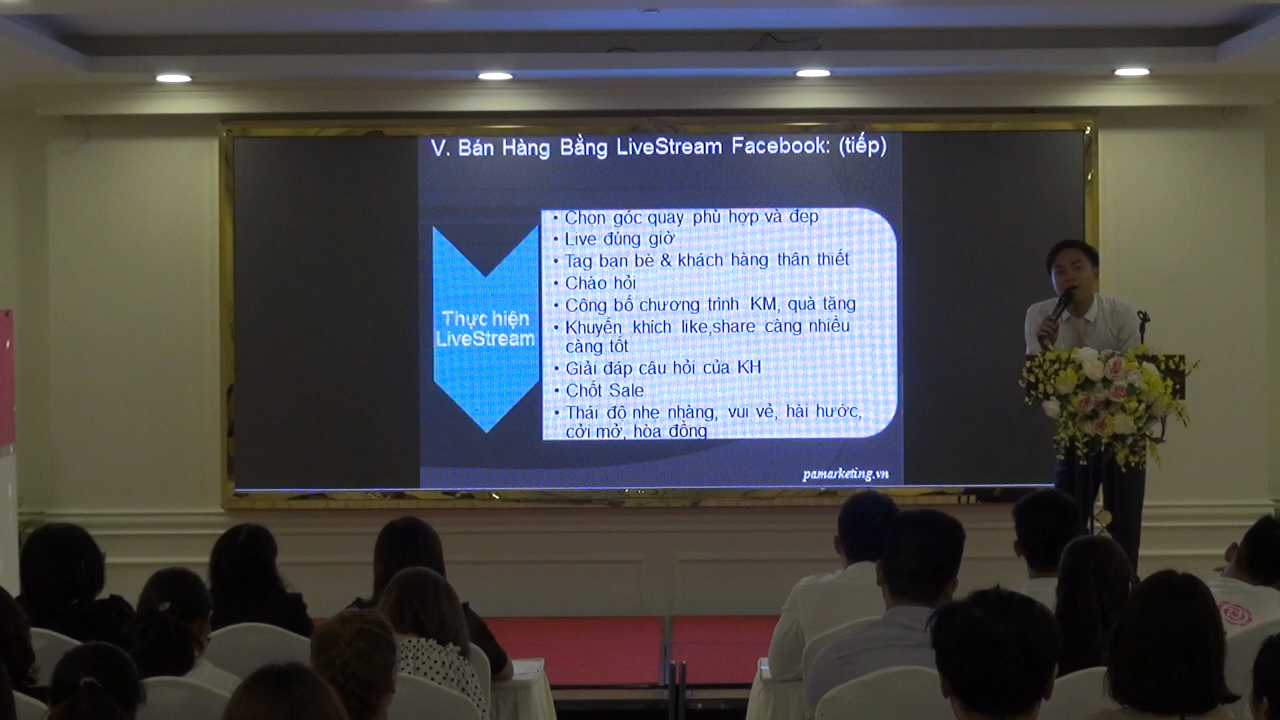 V. Bán Hàng Bằng LiveStream Facebook: (tiếp)
Thực hiện
LiveStream
• Chọn góc quay phù hợp và đẹp
• Live đúng giờ
• Tag bạn bè & khách hàng thân thiết
• Chào hỏi
• Công bố chương trình KM, quà tặng
• Khuyến khích like,share càng nhiều
càng tốt
• Giải đáp câu hỏi của KH
• Chốt Sale
• Thái độ nhẹ nhàng, vui vẻ, hài hước,
cởi mở, hòa đồng
pamarketing.vn